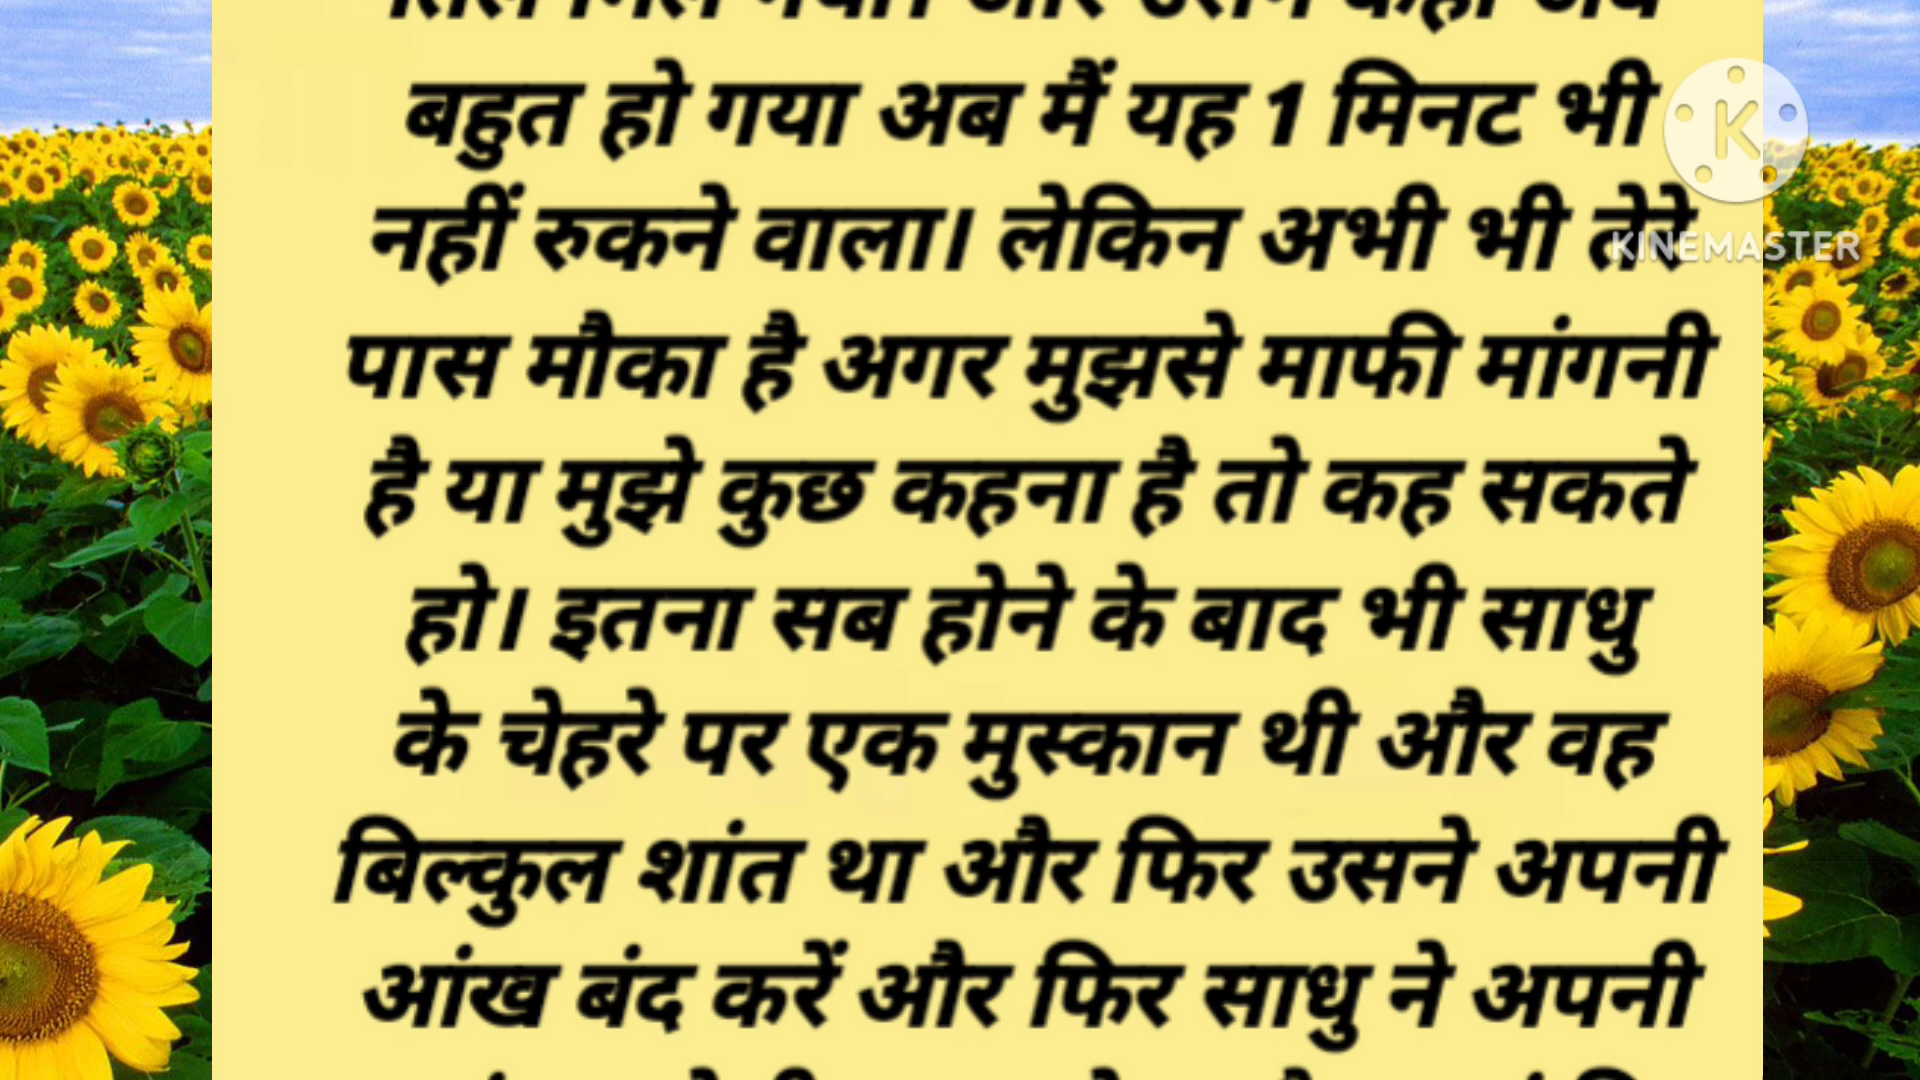 बहुत हो गया अब मैं यह 1 मिनट भी
नहीं रुकने वाला। लेकिन अभी भी तेरे
पास मौका है अगर मुझसे माफी मांगनी
है या मुझे कुछ कहना है तो कह सकते
हो। इतना सब होने के बाद भी साधु
के चेहरे पर एक मुस्कान थी और वह
बिल्कुल शांत था और फिर उसने अपनी
आंख बंद करें और फिर साधु ने अपनी
K
KINEMASTER